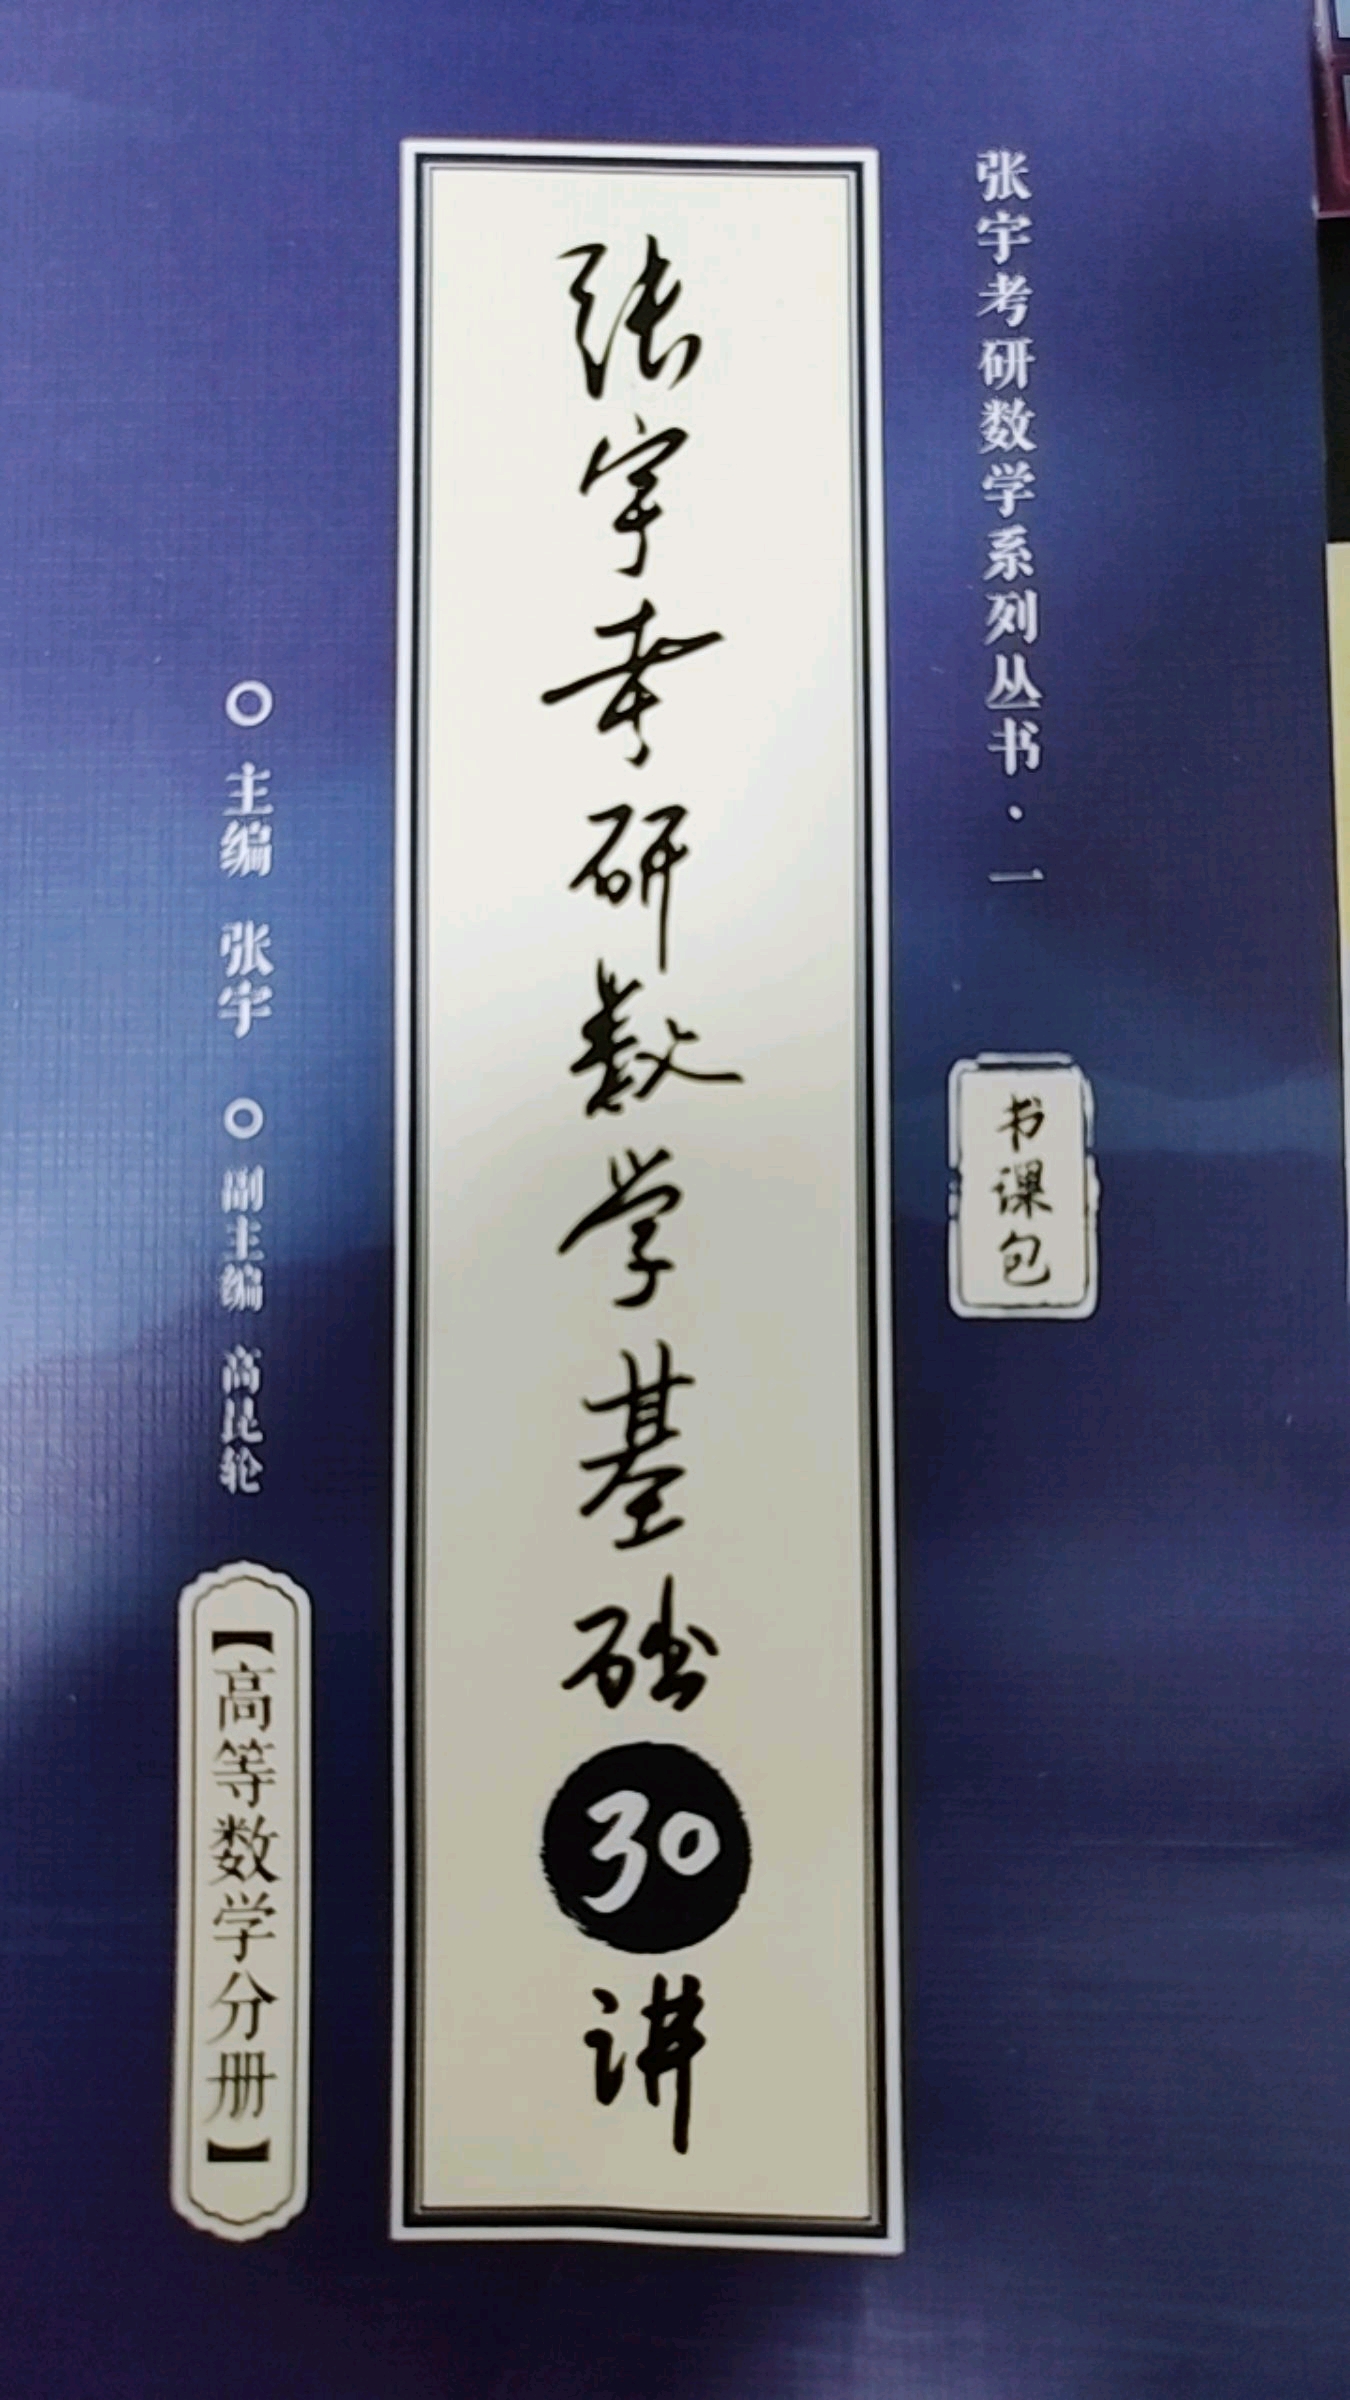 张宇考研数学系列丛书·一
书课包
张宇考研数学基础30讲
主编 张宇
副主编 高昆轮
【高等数学分册】